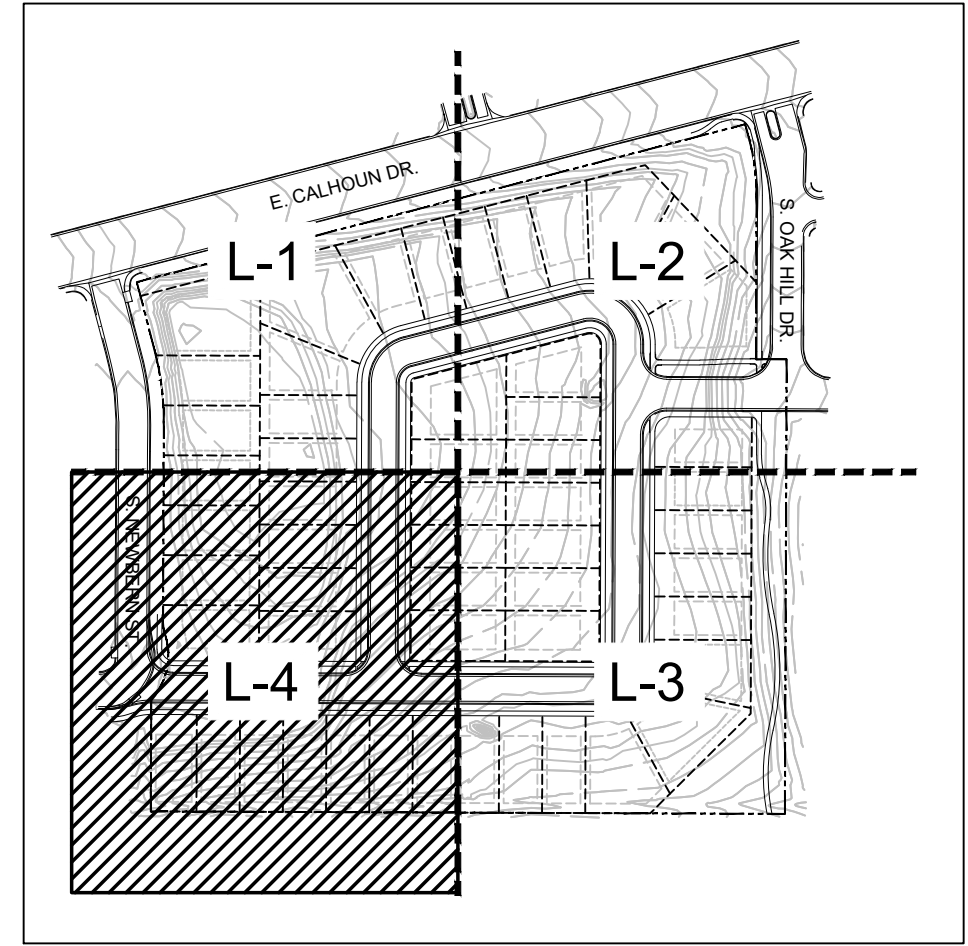 E. CALHOUN DR.
L-1
L-2
S. OAK HILL DR.
S. NEWBERN ST.
L-4
L-3